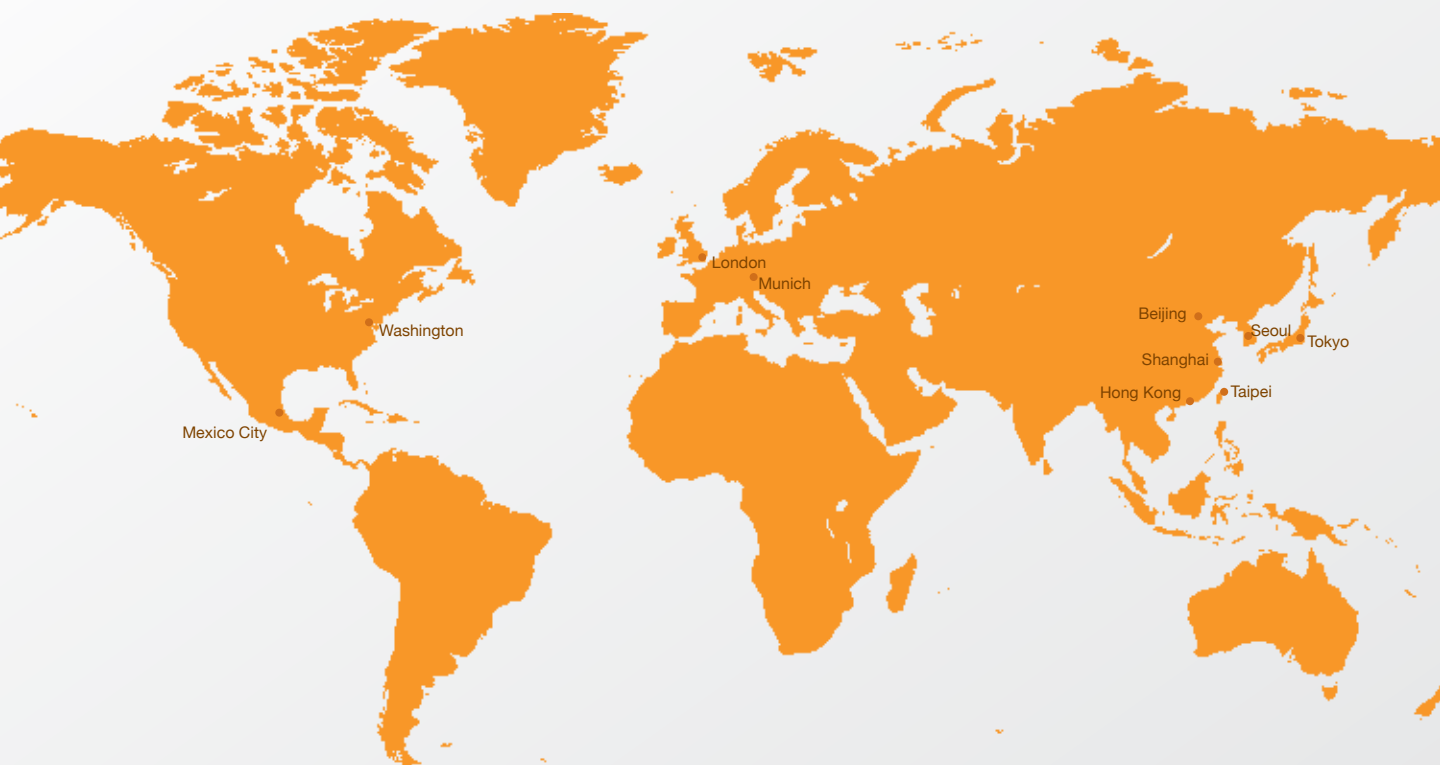 London
Munich
Beijing
Washington
Seoul
Tokyo
Shanghai
Hong Kong
Taipei
Mexico City